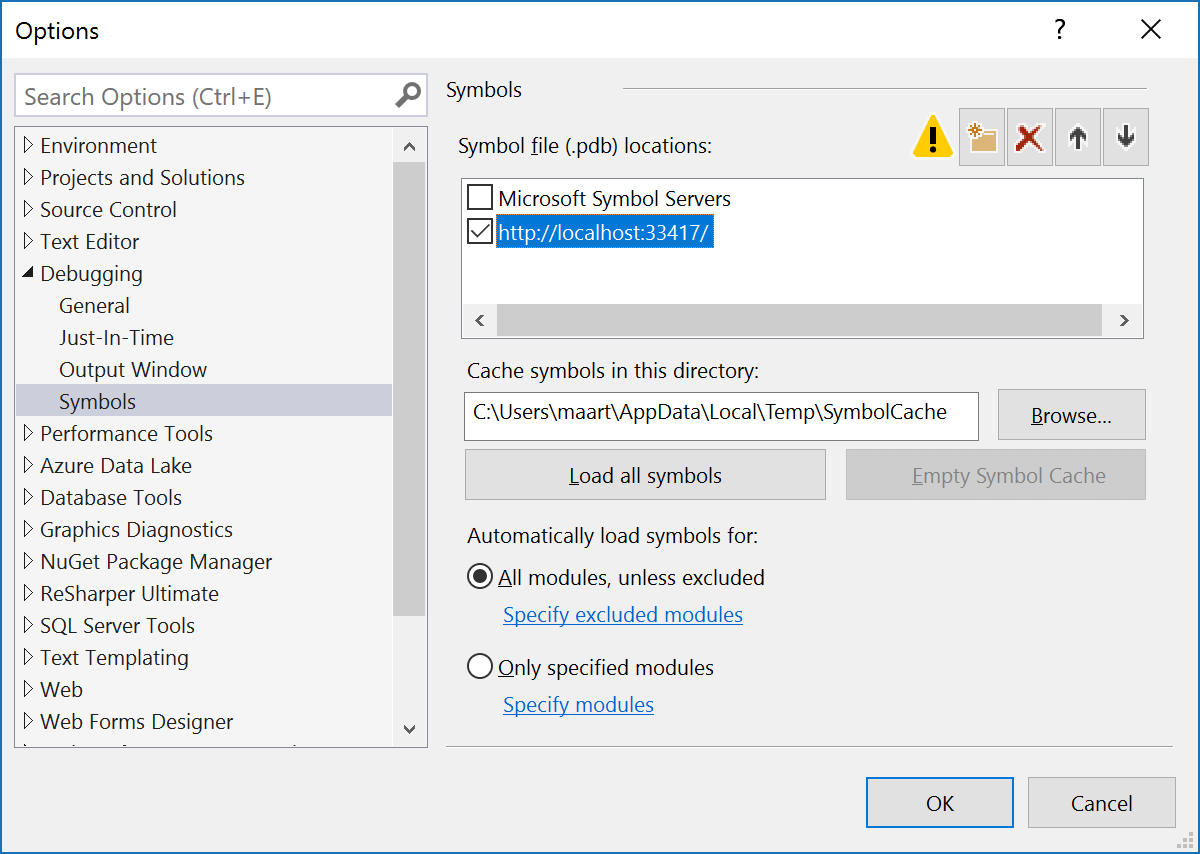 Options
?
Search Options (Ctrl+E)
Environment
Projects and Solutions
Source Control
Text Editor
Debugging
General
Just-In-Time
Output Window
Symbols
Performance Tools
Azure Data Lake
Database Tools
Graphics Diagnostics
NuGet Package Manager
ReSharper Ultimate
SQL Server Tools
Text Templating
Web
Web Forms Designer
Symbols
Symbol file (.pdb) locations:
Microsoft Symbol Servers
http://localhost:33417/
Cache symbols in this directory:
C:\Users\maart\AppData\Local\Temp\SymbolCache
Browse...
Load all symbols
Empty Symbol Cache
Automatically load symbols for:
All modules, unless excluded
Specify excluded modules
Only specified modules
Specify modules
OK
Cancel